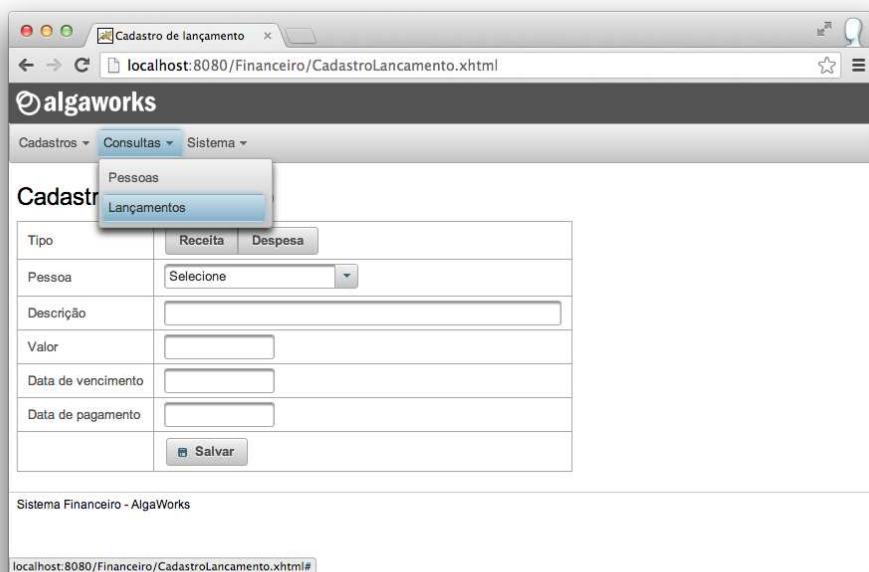 Cadastro de lançamento
localhost:8080/Financeiro/CadastroLancamento.xhtml
algaworks
Cadastros Consultas Sistema
Pessoas
Lançamentos
Cadastr
Tipo Receita Despesa
Pessoa Selecione
Descrição
Valor
Data de vencimento
Data de pagamento
Salvar
Sistema Financeiro - AlgaWorks
localhost:8080/Financeiro/CadastroLancamento.xhtml#